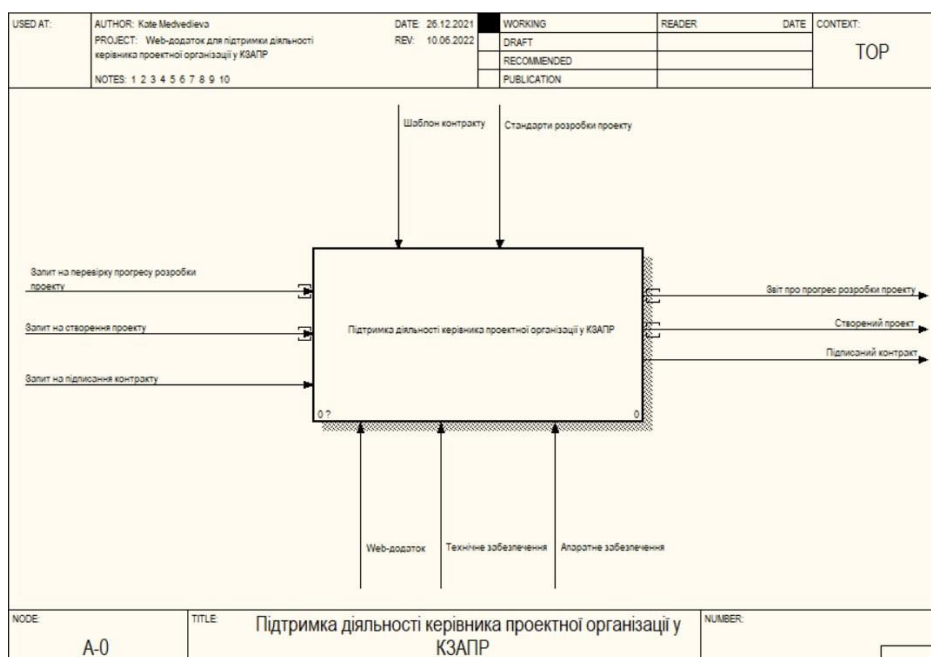 USED AT:
AUTHOR: Kate Medvedieva
DATE: 26.12.2021
WORKING
READER
DATE
CONTEXT:
PROJECT: Web-додаток для підтримки діяльності
REV: 10.06.2022
DRAFT
TOP
керівника проектної організації у КЗАПР
RECOMMENDED
NOTES: 1 2 3 4 5 6 7 8 9 10
PUBLICATION
Шаблон контракту
Стандарти розробки проекту
Запит на перевірку прогресу розробки
проекту
Звіт про прогрес розробки проекту
Запит на створення проекту
Підтримка діяльності керівника проектної організації у КЗАПР
Створений проект
Підписаний контракт
Запит на підписання контракту
0 ?
0
Web-додаток
Технічне забезпечення
Апаратне забезпечення
NODE:
TITLE:
Підтримка діяльності керівника проектної організації у
КЗАПР
NUMBER:
A-0